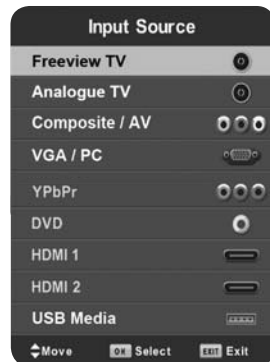 Input Source
Freeview TV
Analogue TV
Composite / AV
VGA / PC
YPbPr
DVD
HDMI 1
HDMI 2
USB Media
Move OK Select EXIT Exit